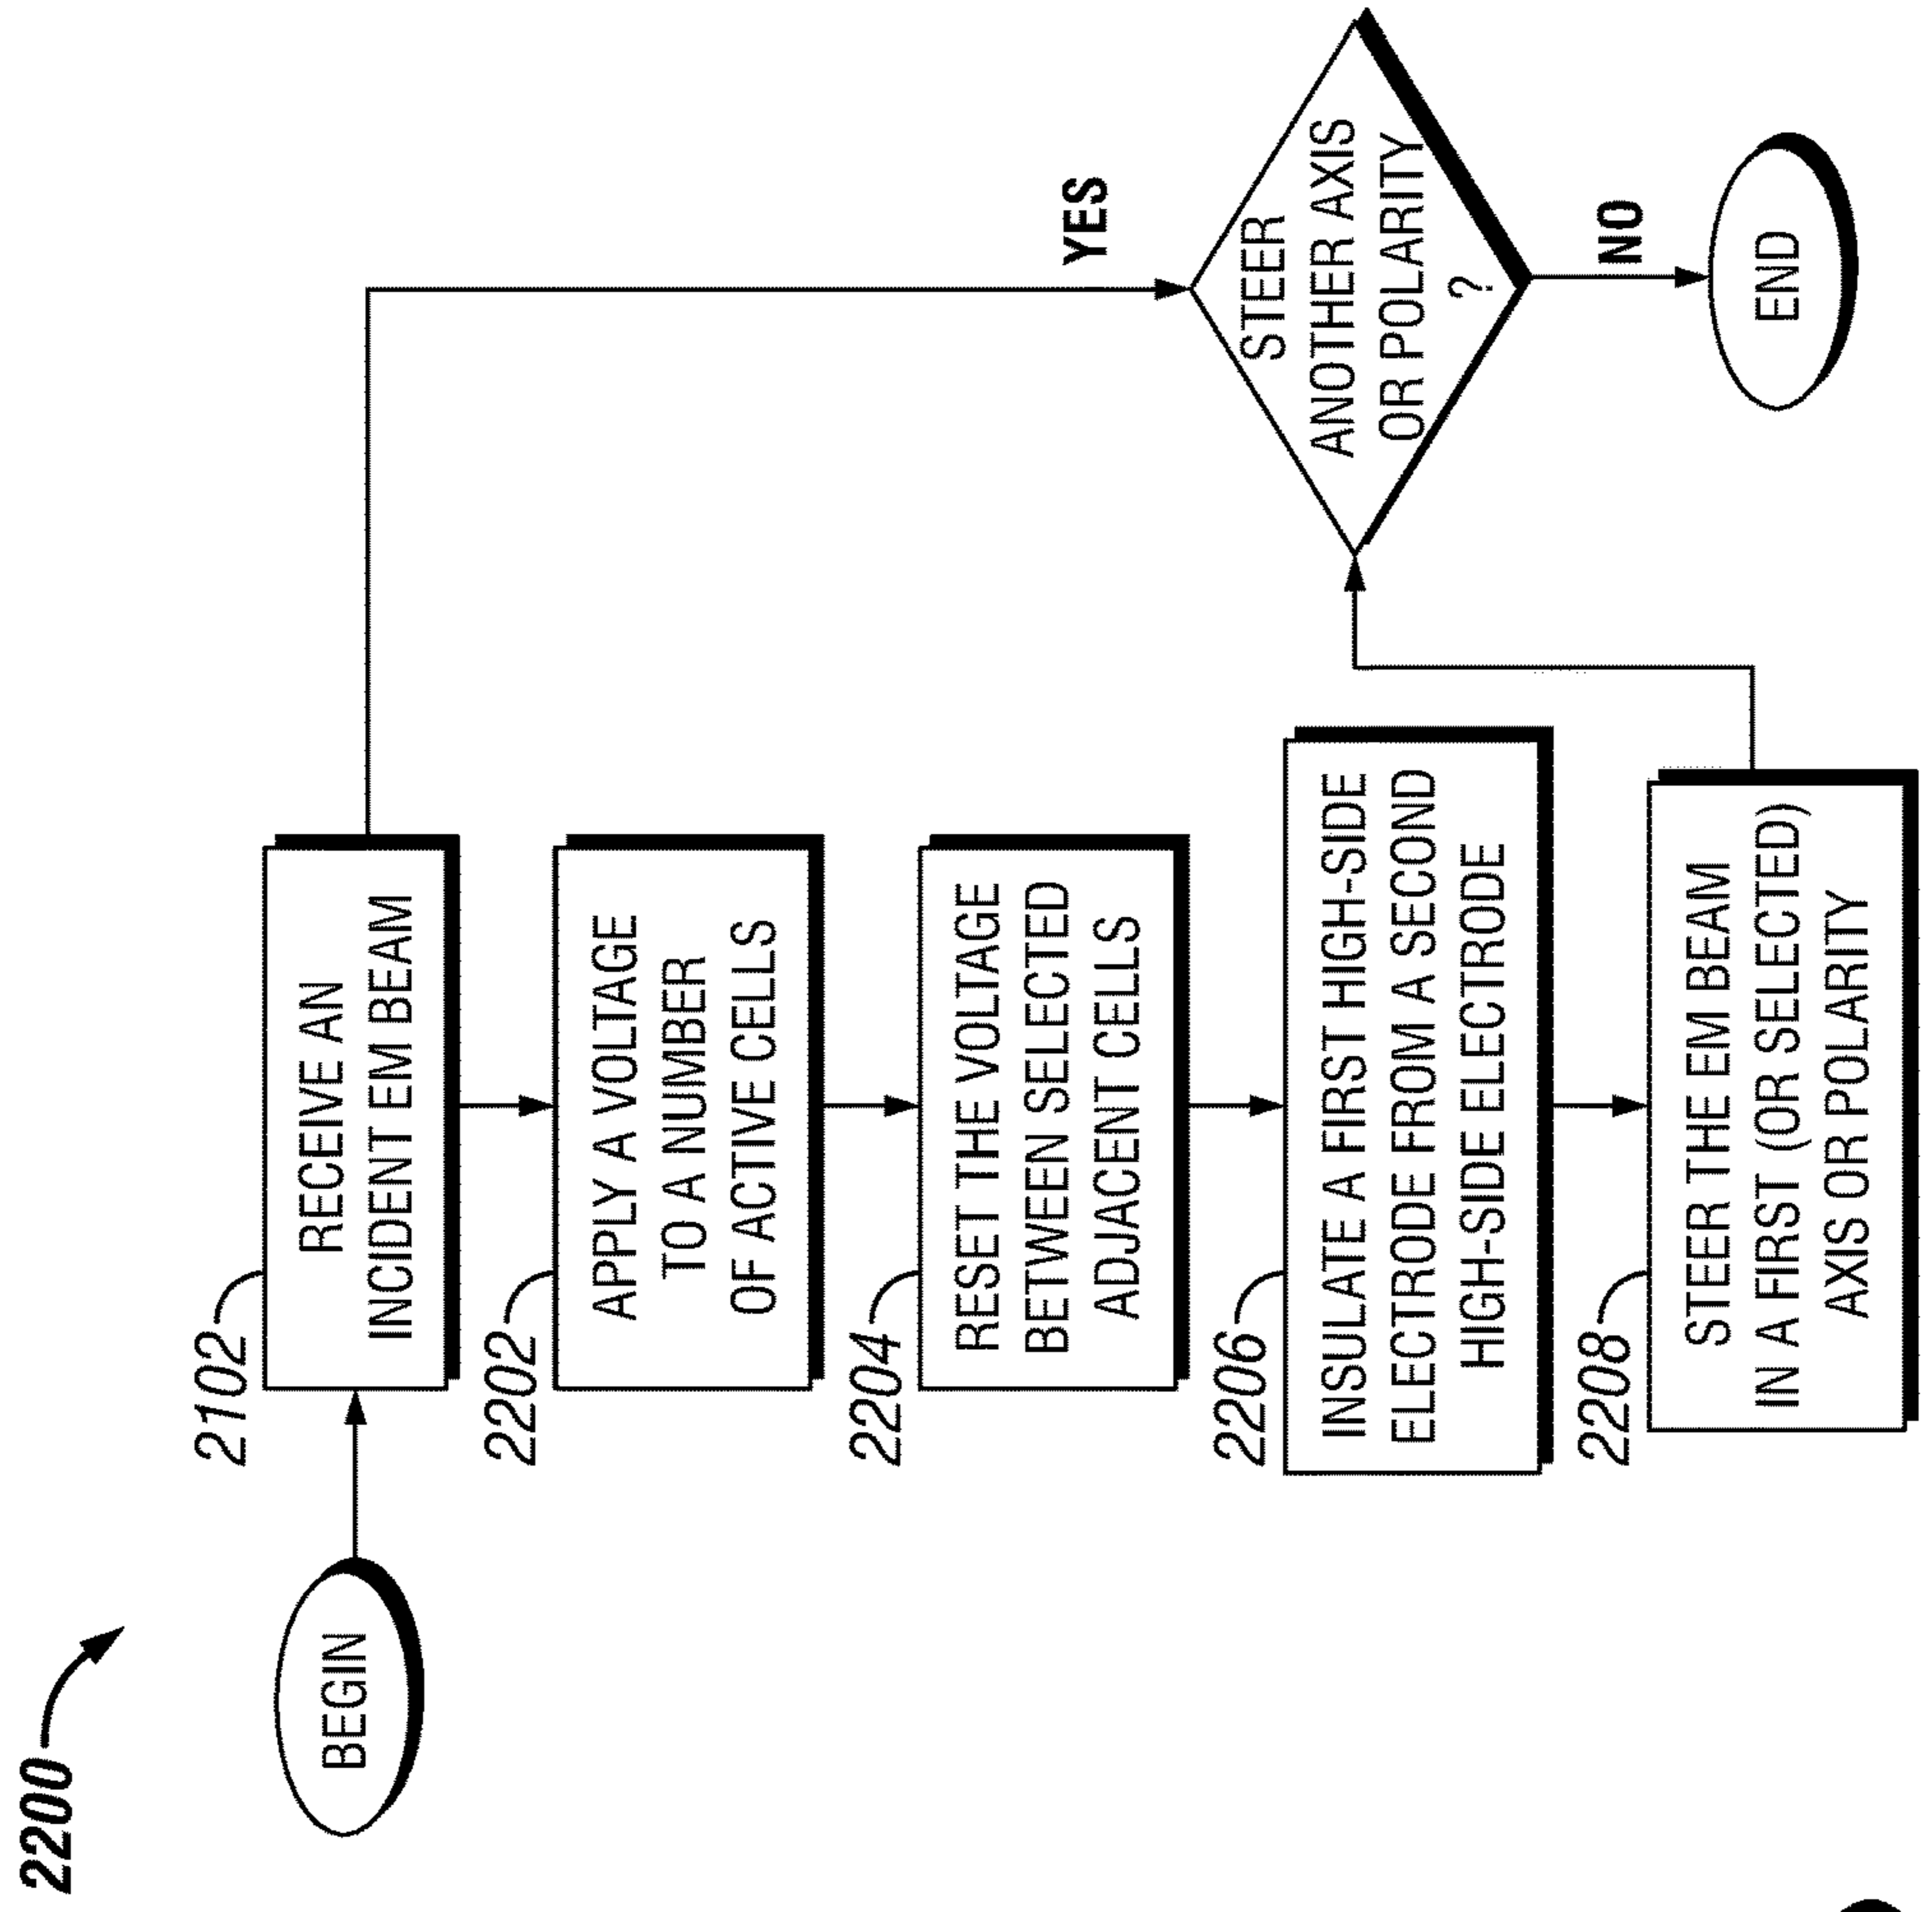 2200
BEGIN
2102
RECEIVE AN
INCIDENT EM BEAM
2202
APPLY A VOLTAGE
TO A NUMBER
OF ACTIVE CELLS
2204
RESET THE VOLTAGE
BETWEEN SELECTED
ADJACENT CELLS
2206
INSULATE A FIRST HIGH-SIDE
ELECTRODE FROM A SECOND
HIGH-SIDE ELECTRODE
2208
STEER THE EM BEAM
IN A FIRST (OR SELECTED)
AXIS OR POLARITY
YES
STEER
ANOTHER AXIS
OR POLARITY
?
NO
END